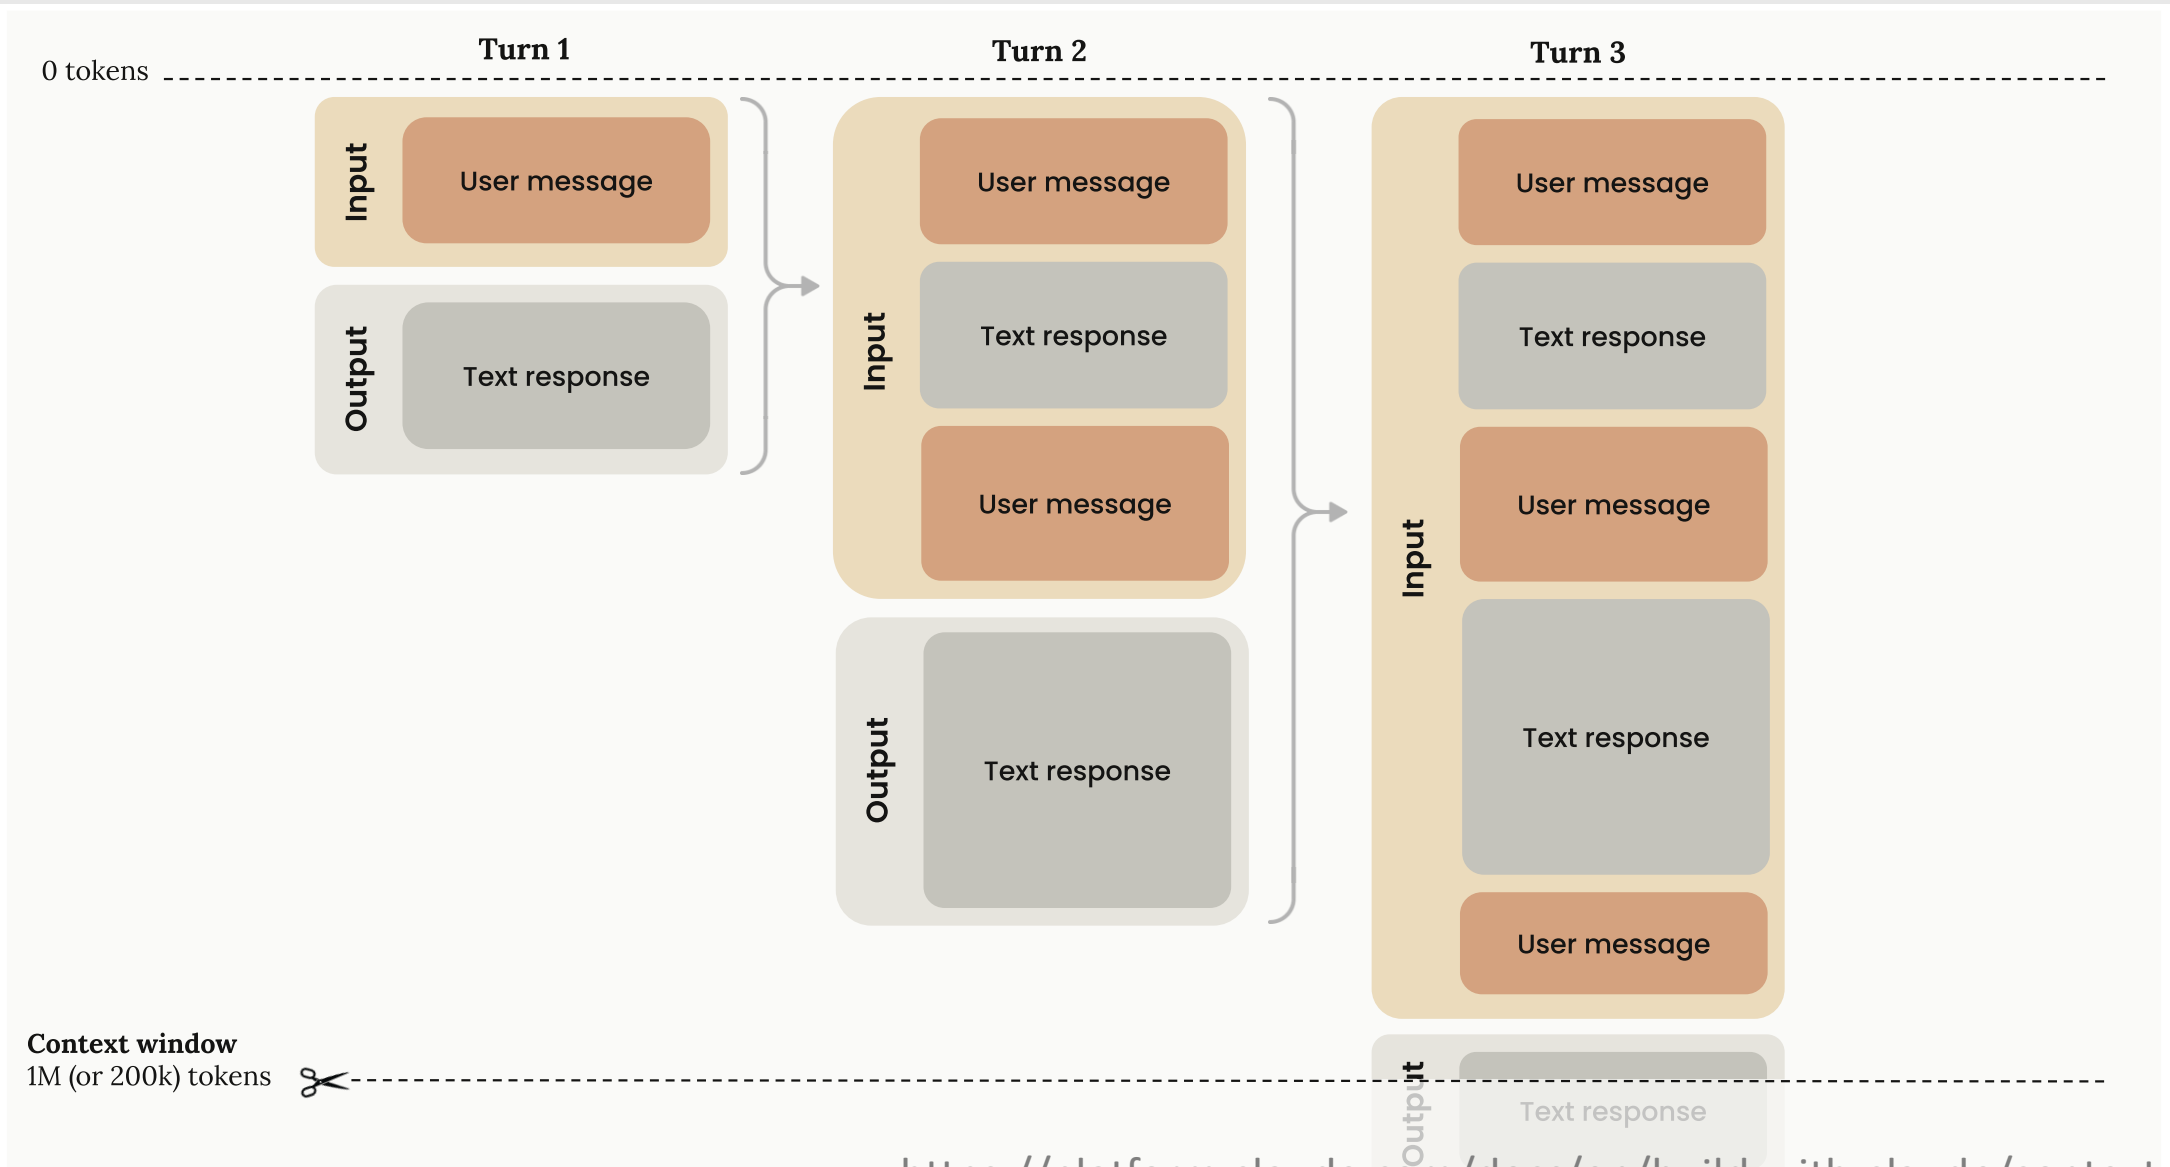 Turn 1
Turn 2
Turn 3
0 tokens
Input
User message
Output
Text response
Input
User message
Text response
User message
Output
Text response
Input
User message
Text response
User message
Text response
User message
Output
Text response
Context window
1M (or 200k) tokens